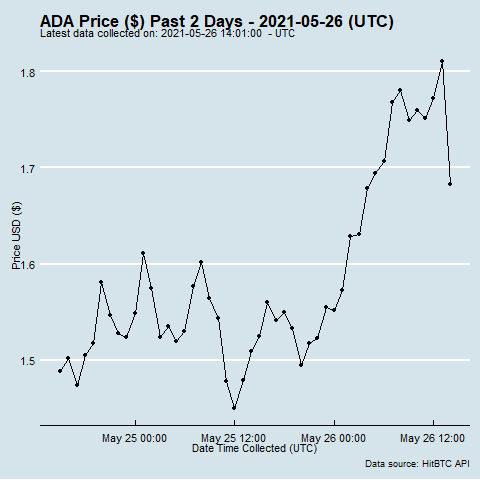 ADA Price ($) Past 2 Days - 2021-05-26 (UTC)
Latest data collected on: 2021-05-26 14:01:00 - UTC
1.8
1.7
1.6
1.5
Price USD ($)
May 25 00:00
May 25 12:00
May 26 00:00
May 26 12:00
Date Time Collected (UTC)
Data source: HitBTC API